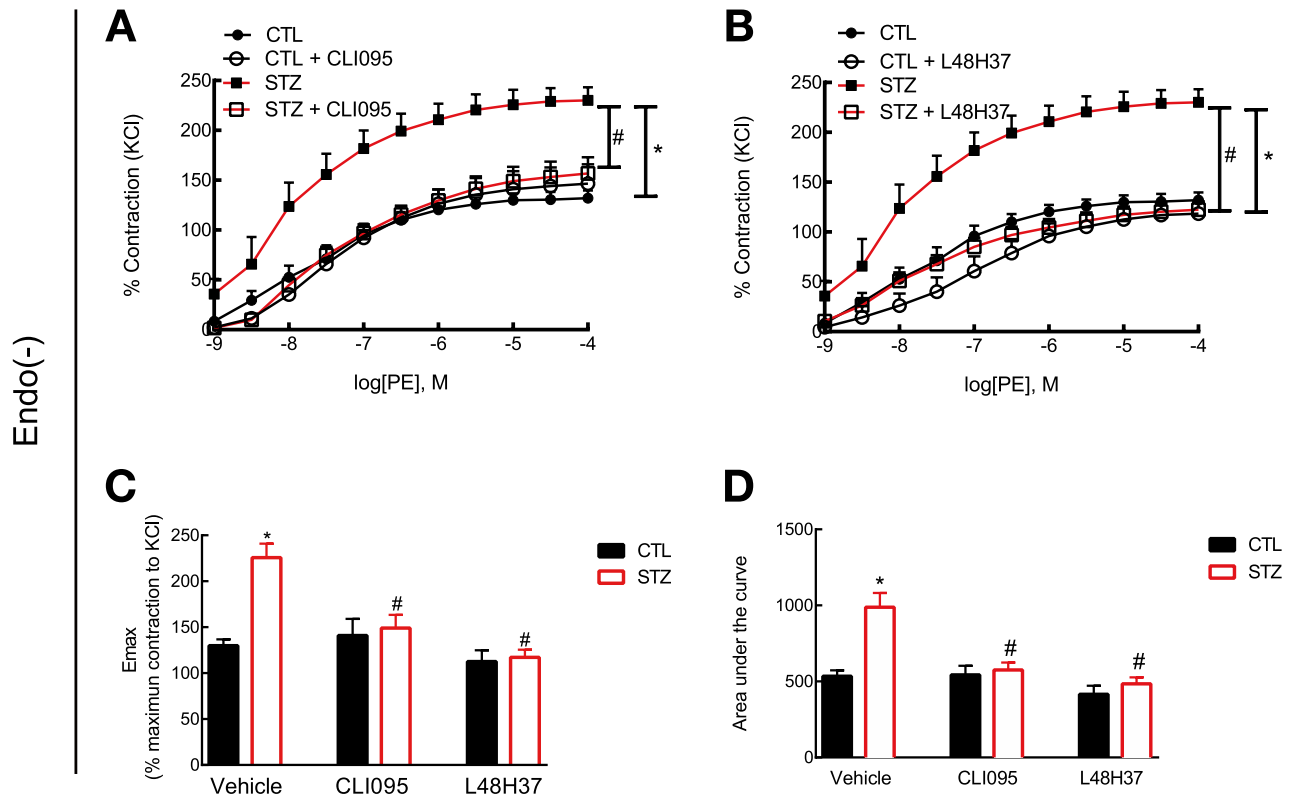 Endo(-)
A
CTL
CTL + CLI095
STZ
STZ + CLI095
% Contraction (KCl)
250
200
150
100
50
0
-9 -8 -7 -6 -5 -4
log[PE], M
#
*
B
CTL
CTL + L48H37
STZ
STZ + L48H37
% Contraction (KCl)
250
200
150
100
50
0
-9 -8 -7 -6 -5 -4
log[PE], M
#
*
C
Emax
(% maximun contraction to KCl)
250
200
150
100
50
0
*
#
#
Vehicle CLI095 L48H37
CTL
STZ
D
Area under the curve
1500
1000
500
0
*
#
#
Vehicle CLI095 L48H37
CTL
STZ